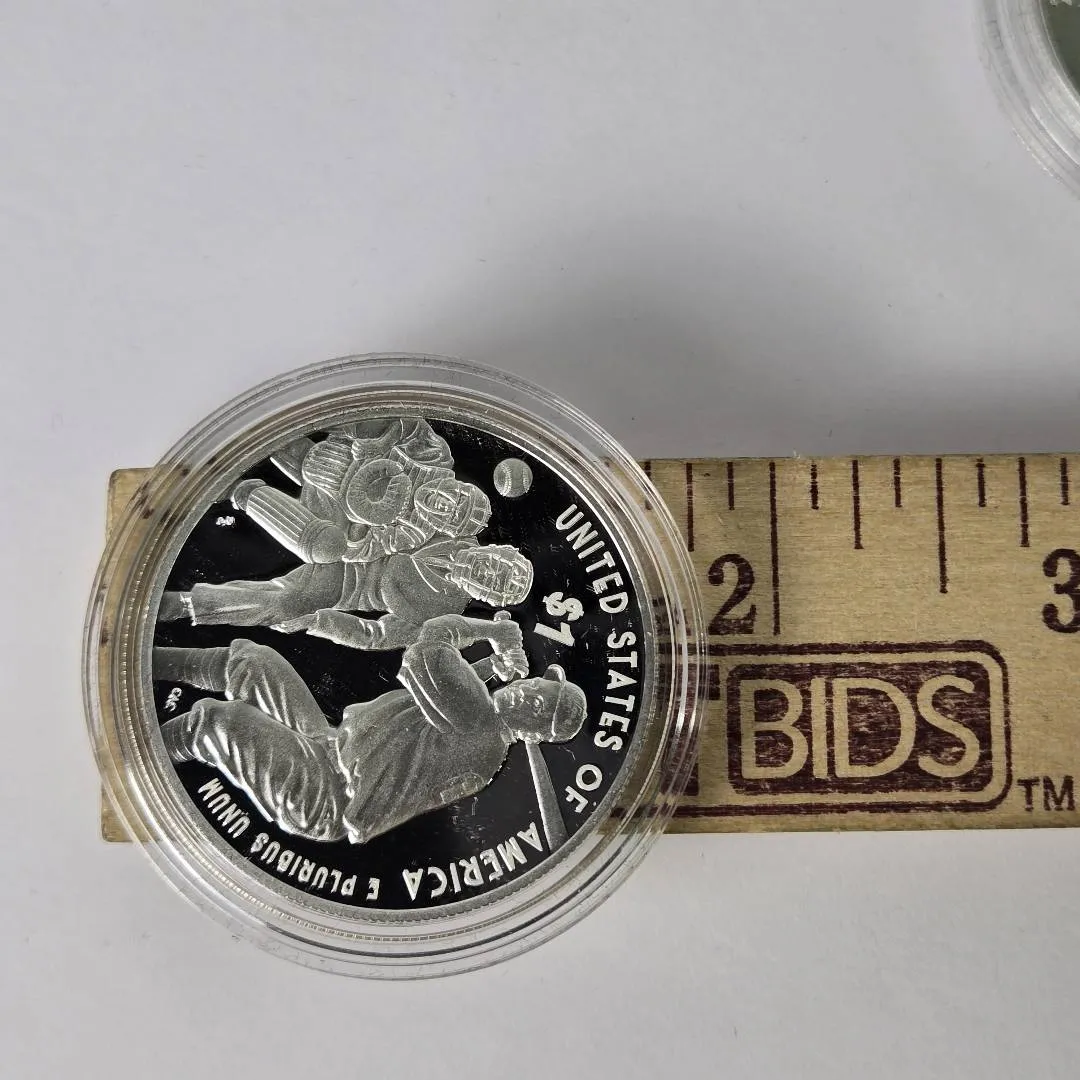 UNITED STATES OF AMERICA
$1
E PLURIBUS UNUM
2
3
BIDS
TM